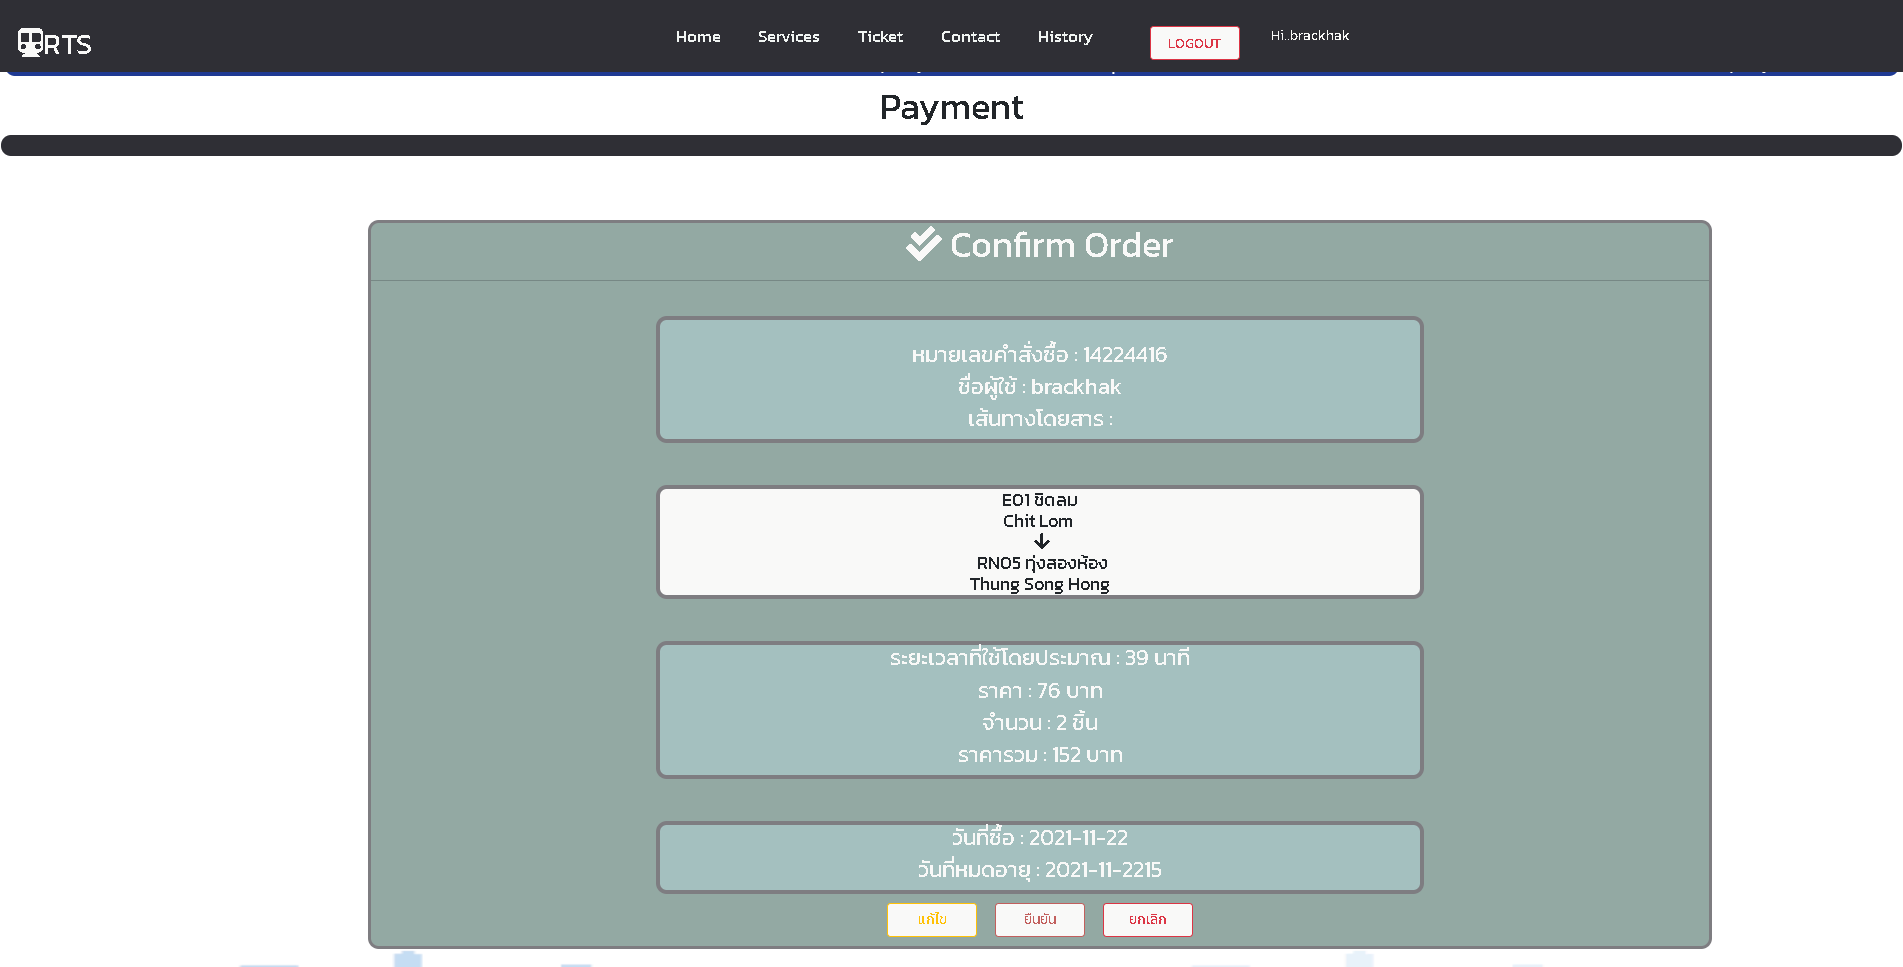 RTS
Home Services Ticket Contact History LOGOUT Hi..brackhak
Payment
Confirm Order
หมายเลขคำสั่งซื้อ : 14224416
ชื่อผู้ใช้ : brackhak
เส้นทางโดยสาร :
E01 ชิดลม
Chit Lom
RN05 ทุ่งสองห้อง
Thung Song Hong
ระยะเวลาที่ใช้โดยประมาณ : 39 นาที
ราคา : 76 บาท
จำนวน : 2 ชิ้น
ราคารวม : 152 บาท
วันที่ซื้อ : 2021-11-22
วันที่หมดอายุ : 2021-11-2215
แก้ไข ยืนยัน ยกเลิก